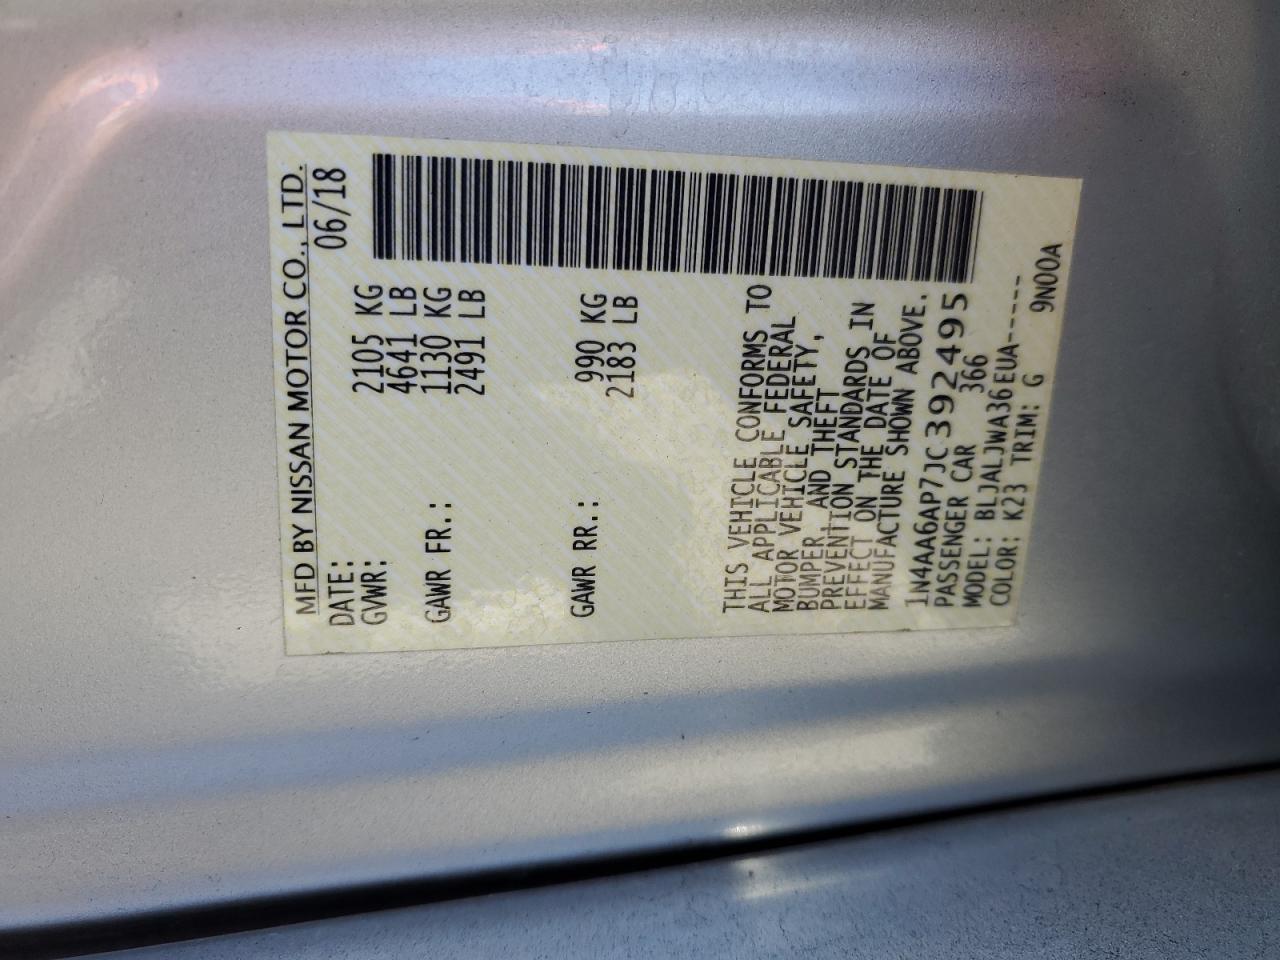 MFD BY NISSAN MOTOR CO., LTD.
DATE: 06/18
GVWR: 2105 KG
4641 LB
GAWR FR.: 1130 KG
2491 LB
GAWR RR.: 990 KG
2183 LB
THIS VEHICLE CONFORMS TO
ALL APPLICABLE FEDERAL
MOTOR VEHICLE SAFETY,
BUMPER, AND THEFT
PREVENTION STANDARDS IN
EFFECT ON THE DATE OF
MANUFACTURE SHOWN ABOVE.
1N4AA6AP7JC392495
PASSENGER CAR 366
MODEL: BLJALJWA36EUA-----
COLOR: K23 TRIM: G 9N00A